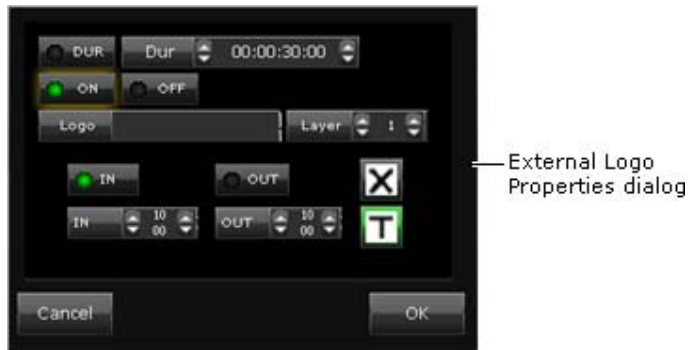 DUR Dur 00:00:30:00
ON OFF
Logo Layer 1
IN OUT X
IN 10 00 OUT 10 00 T
Cancel OK
External Logo
Properties dialog